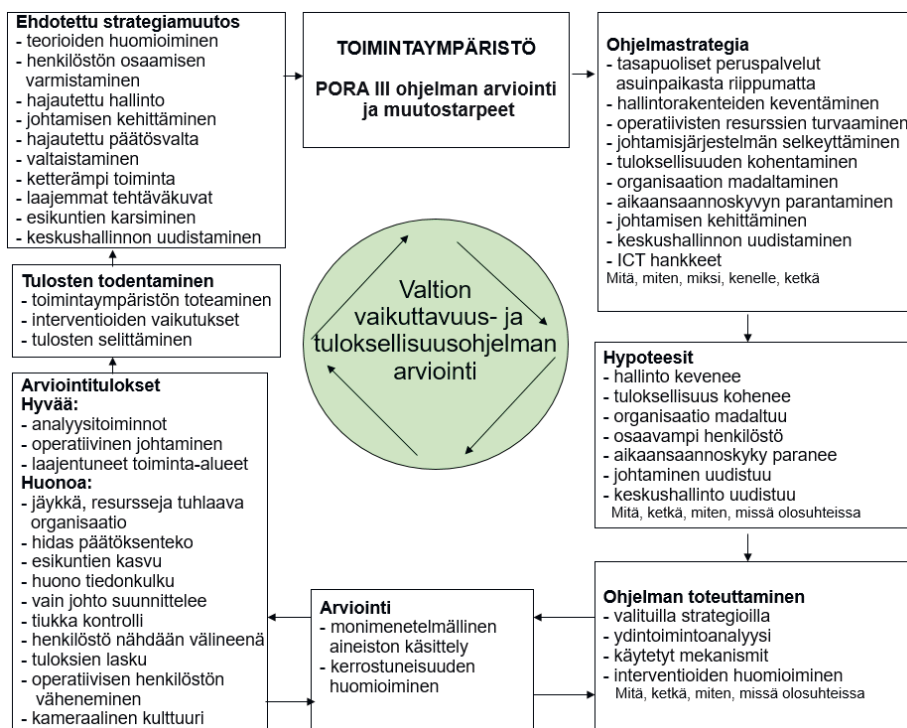 Ehdotettu strategiamuutos
- teorioiden huomioiminen
- henkilöstön osaamisen
varmistaminen
- hajautettu hallinto
- johtamisen kehittäminen
- hajautettu päätösvalta
- valtaistaminen
- ketterämpi toiminta
- laajemmat tehtäväkuvat
- esikuntien karsiminen
- keskushallinnon uudistaminen
TOIMINTAYMPÄRISTÖ
PORA III ohjelman arviointi
ja muutostarpeet
Ohjelmastrategia
- tasapuoliset peruspalvelut
asuinpaikasta riippumatta
- hallintorakenteiden keventäminen
- operatiivisten resurssien turvaaminen
- johtamisjärjestelmän selkeyttäminen
- tuloksellisuuden kohentaminen
- organisaation madaltaminen
- aikaansaannoskyvyn parantaminen
- johtamisen kehittäminen
- keskushallinnon uudistaminen
- ICT hankkeet
Mitä, miten, miksi, kenelle, ketkä
Hypoteesit
- hallinto kevenee
- tuloksellisuus kohenee
- organisaatio madaltuu
- osaavampi henkilöstö
- aikaansaannoskyky paranee
- johtaminen uudistuu
- keskushallinto uudistuu
Mitä, ketkä, miten, missä olosuhteissa
Ohjelman toteuttaminen
- valituilla strategioilla
- ydintoimintoanalyysi
- käytetyt mekanismit
- interventioiden huomioiminen
Mitä, ketkä, miten, missä olosuhteissa
Arviointi
- monimenetelmällinen
aineiston käsittely
- kerrostuneisuuden
huomioiminen
Arviointitulokset
Hyvää:
- analyysitoiminnot
- operatiivinen johtaminen
- laajentuneet toiminta-alueet
Huonoa:
- jäykkä, resursseja tuhlaava
organisaatio
- hidas päätöksenteko
- esikuntien kasvu
- huono tiedonkulku
- vain johto suunnittelee
- tiukka kontrolli
- henkilöstö nähdään välineenä
- tuloksien lasku
- operatiivisen henkilöstön
väheneminen
- kameraalinen kulttuuri
Tulosten todentaminen
- toimintaympäristön toteaminen
- interventioiden vaikutukset
- tulosten selittäminen
Valtion
vaikuttavuus- ja
tuloksellisuusohjelman
arviointi